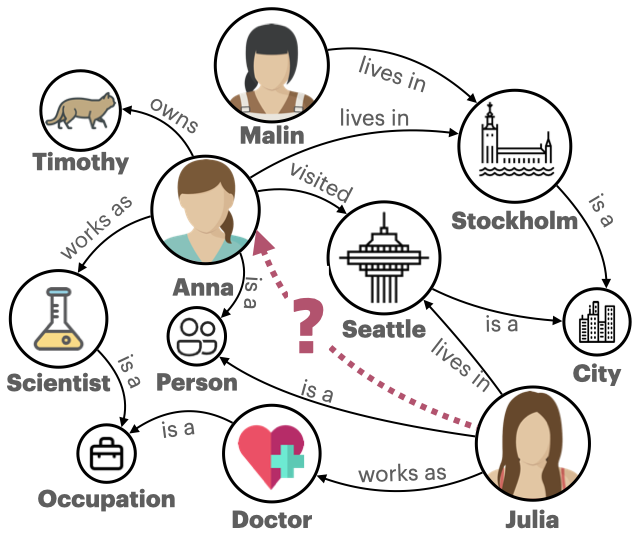 Malin
lives in
Timothy
owns
lives in
Stockholm
is a
visited
works as
Anna
is a
Seattle
?
is a
City
lives in
Scientist
is a
Person
is a
is a
Occupation
Doctor
works as
Julia